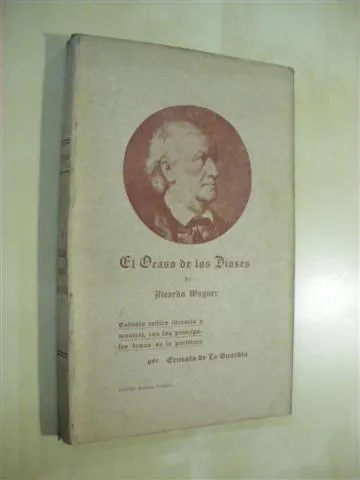 El Ocaso de los Dioses
de
Ricardo Wagner
Estudio crítico literario y
musical, con los principa-
les temas de la partitura
por Ernesto de La Guardia